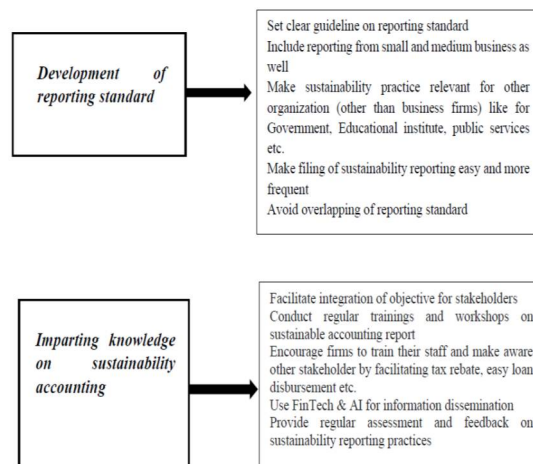 Development of
reporting standard
Set clear guideline on reporting standard
Include reporting from small and medium business as
well
Make sustainability practice relevant for other
organization (other than business firms) like for
Government, Educational institute, public services
etc.
Make filing of sustainability reporting easy and more
frequent
Avoid overlapping of reporting standard
Imparting knowledge
on sustainability
accounting
Facilitate integration of objective for stakeholders
Conduct regular trainings and workshops on
sustainable accounting report
Encourage firms to train their staff and make aware
other stakeholder by facilitating tax rebate, easy loan
disbursement etc.
Use FinTech & AI for information dissemination
Provide regular assessment and feedback on
sustainability reporting practices